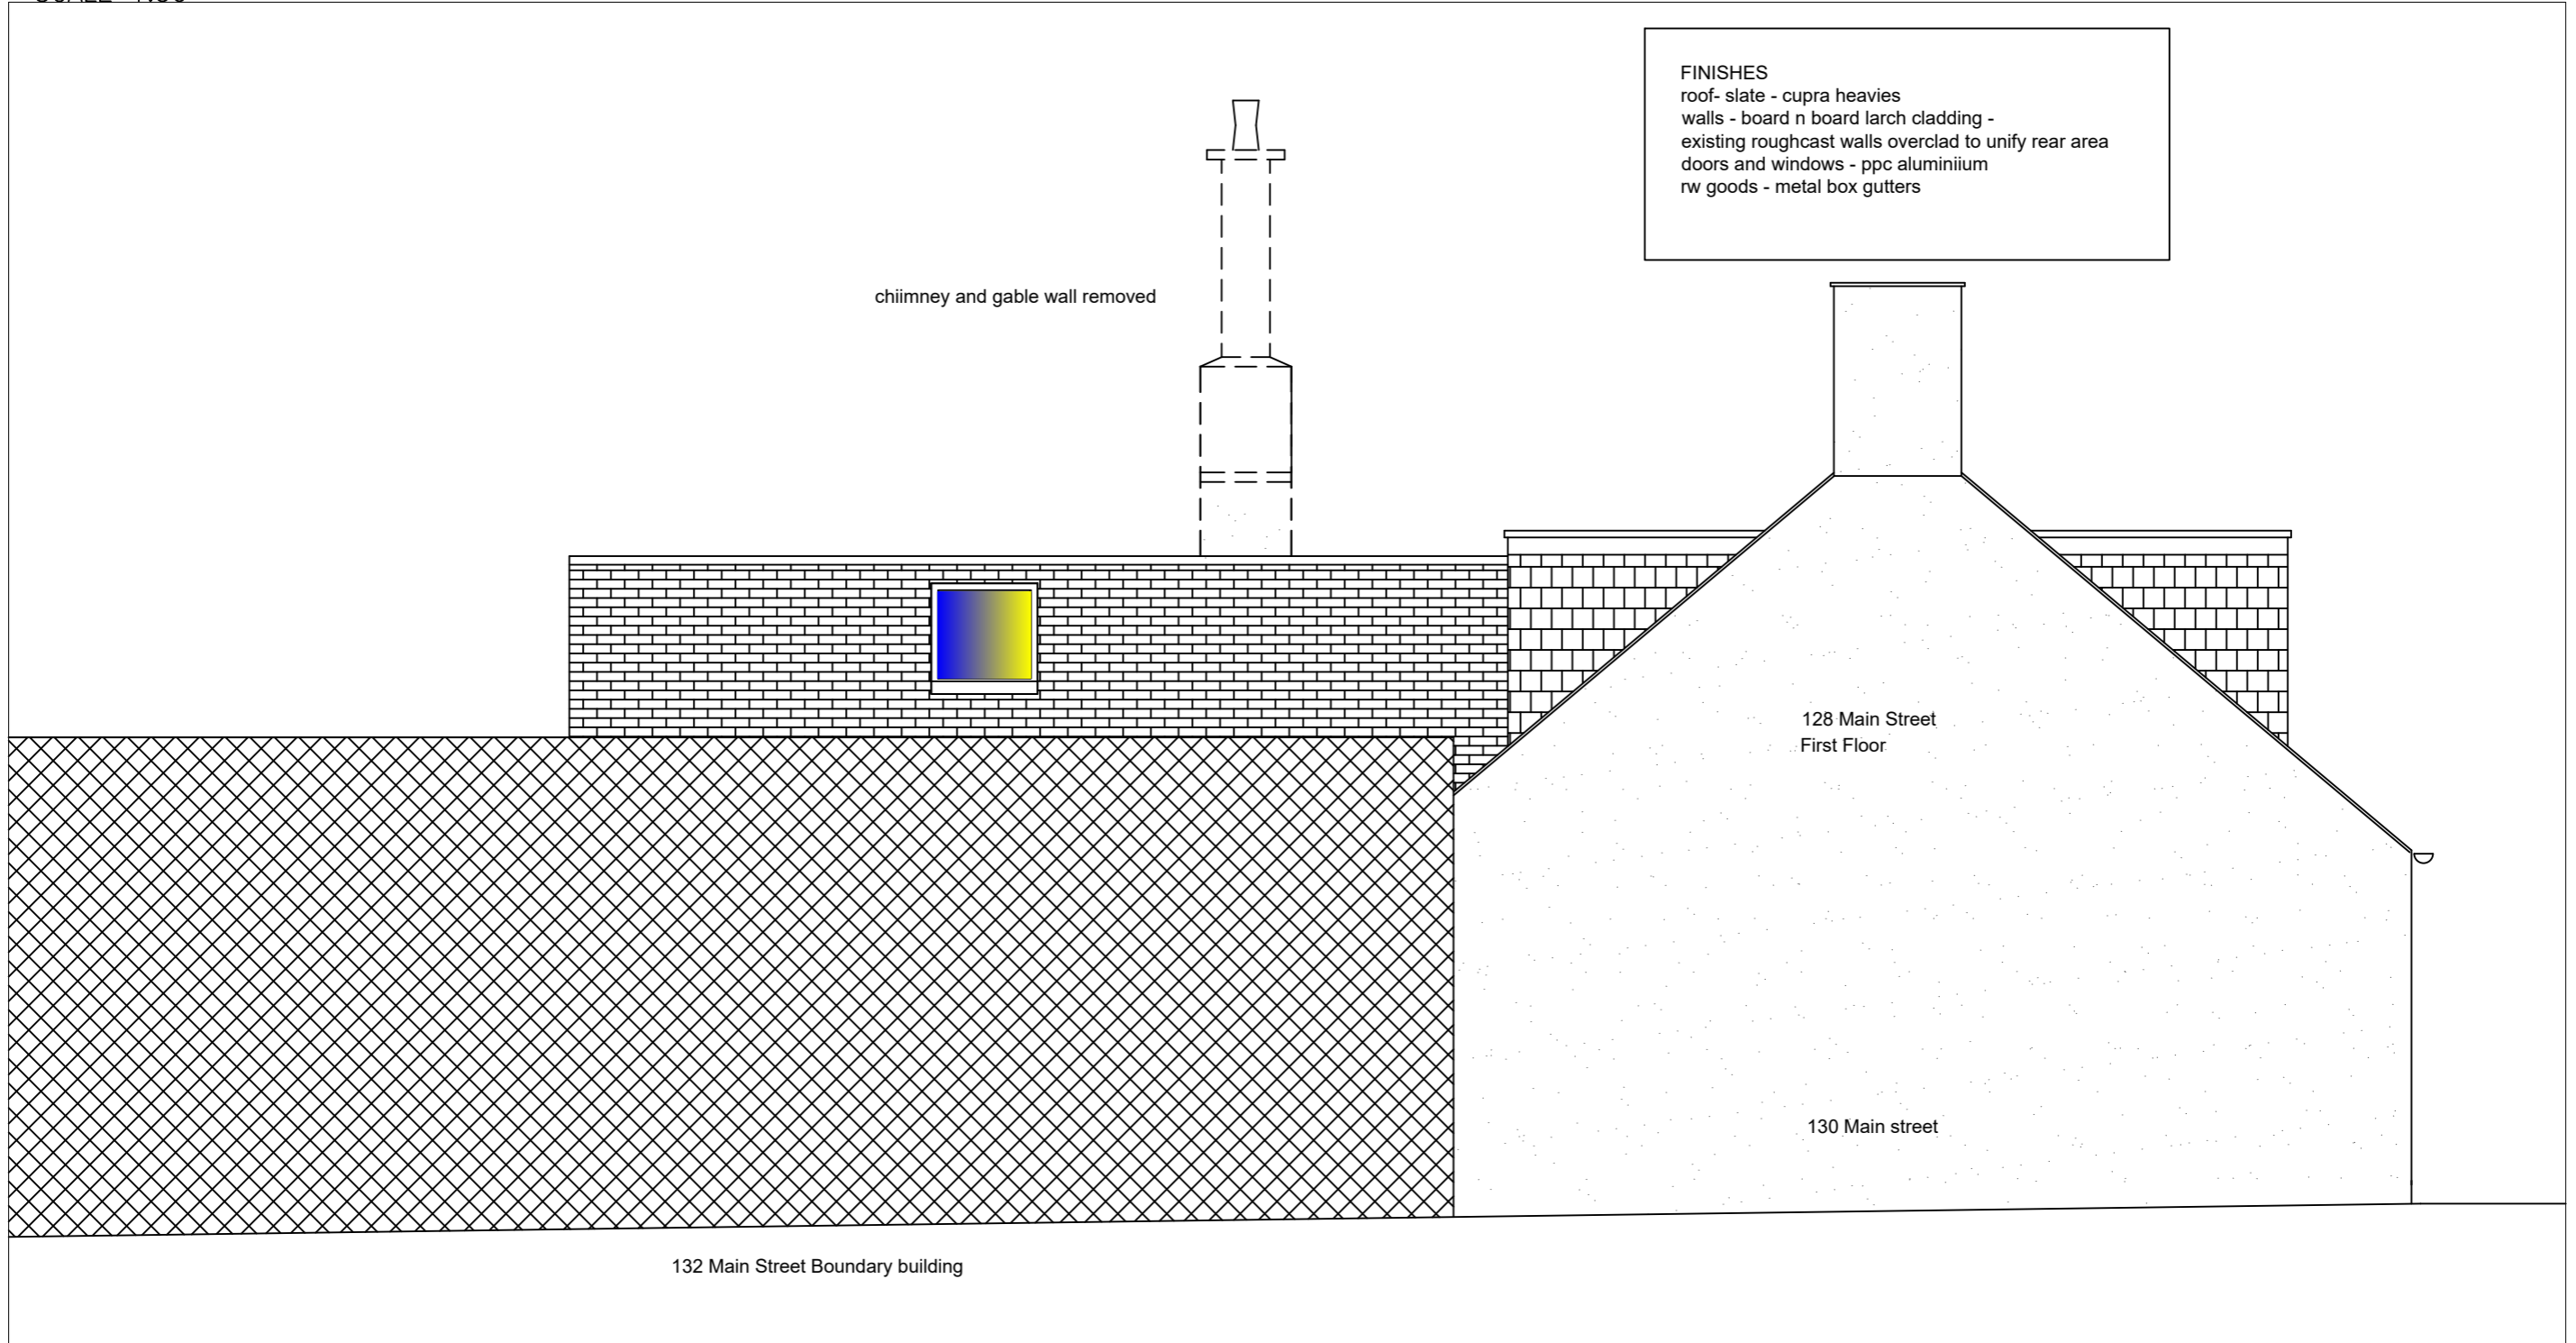 FINISHES
roof- slate - cupra heavies
walls - board n board larch cladding -
existing roughcast walls overclad to unify rear area
doors and windows - ppc aluminiium
rw goods - metal box gutters
chiimney and gable wall removed
128 Main Street
First Floor
130 Main street
132 Main Street Boundary building